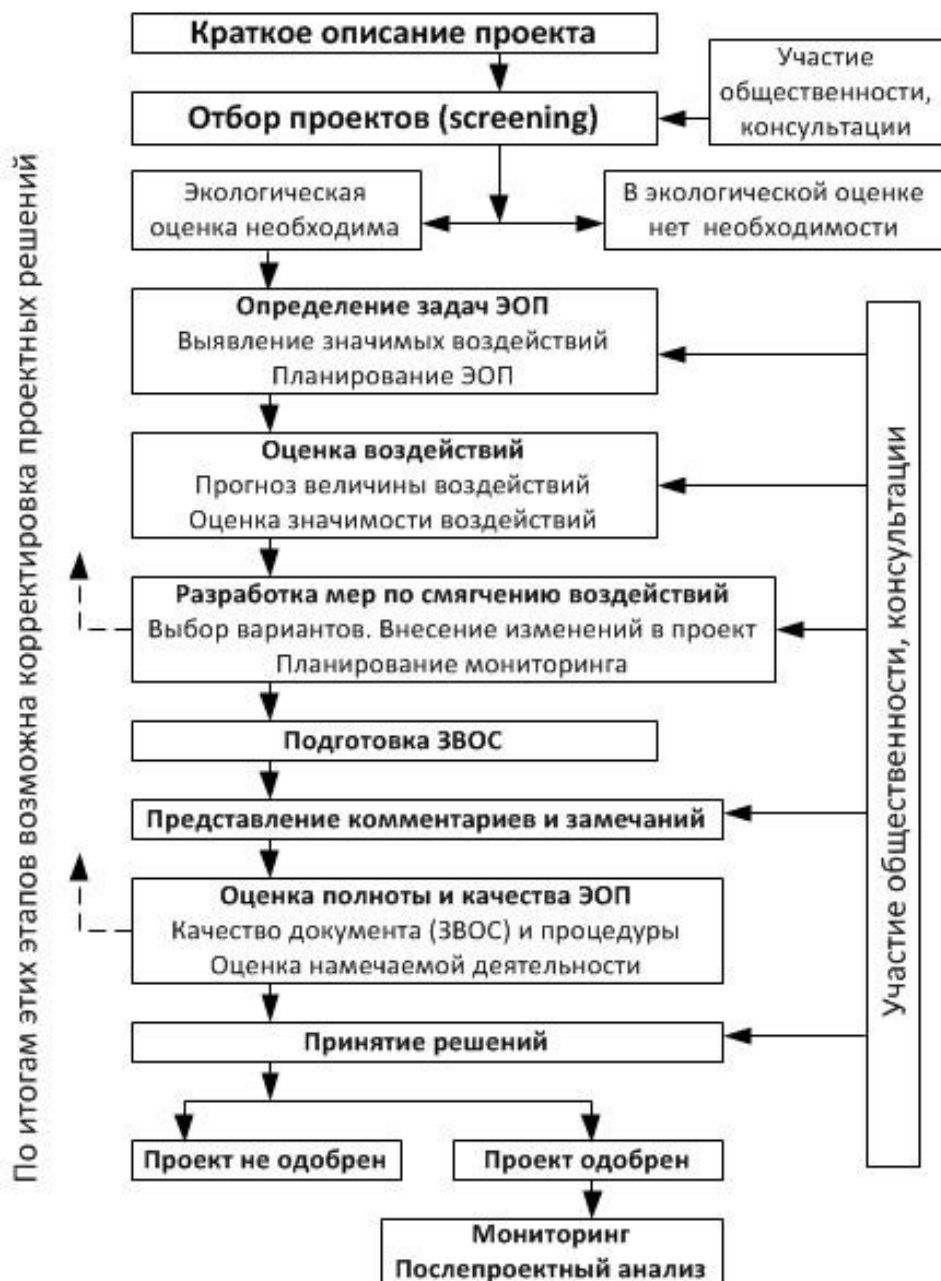 Краткое описание проекта
Участие
общественности,
консультации
Отбор проектов (screening)
Экологическая
оценка необходима
В экологической оценке
нет необходимости
Определение задач ЭОП
Выявление значимых воздействий
Планирование ЭОП
Оценка воздействий
Прогноз величины воздействий
Оценка значимости воздействий
Разработка мер по смягчению воздействий
Выбор вариантов. Внесение изменений в проект
Планирование мониторинга
Подготовка ЗВОС
Представление комментариев и замечаний
Оценка полноты и качества ЭОП
Качество документа (ЗВОС) и процедуры
Оценка намечаемой деятельности
Принятие решений
Проект не одобрен
Проект одобрен
Мониторинг
Послепроектный анализ
По итогам этих этапов возможна корректировка проектных решений
Участие общественности, консультации